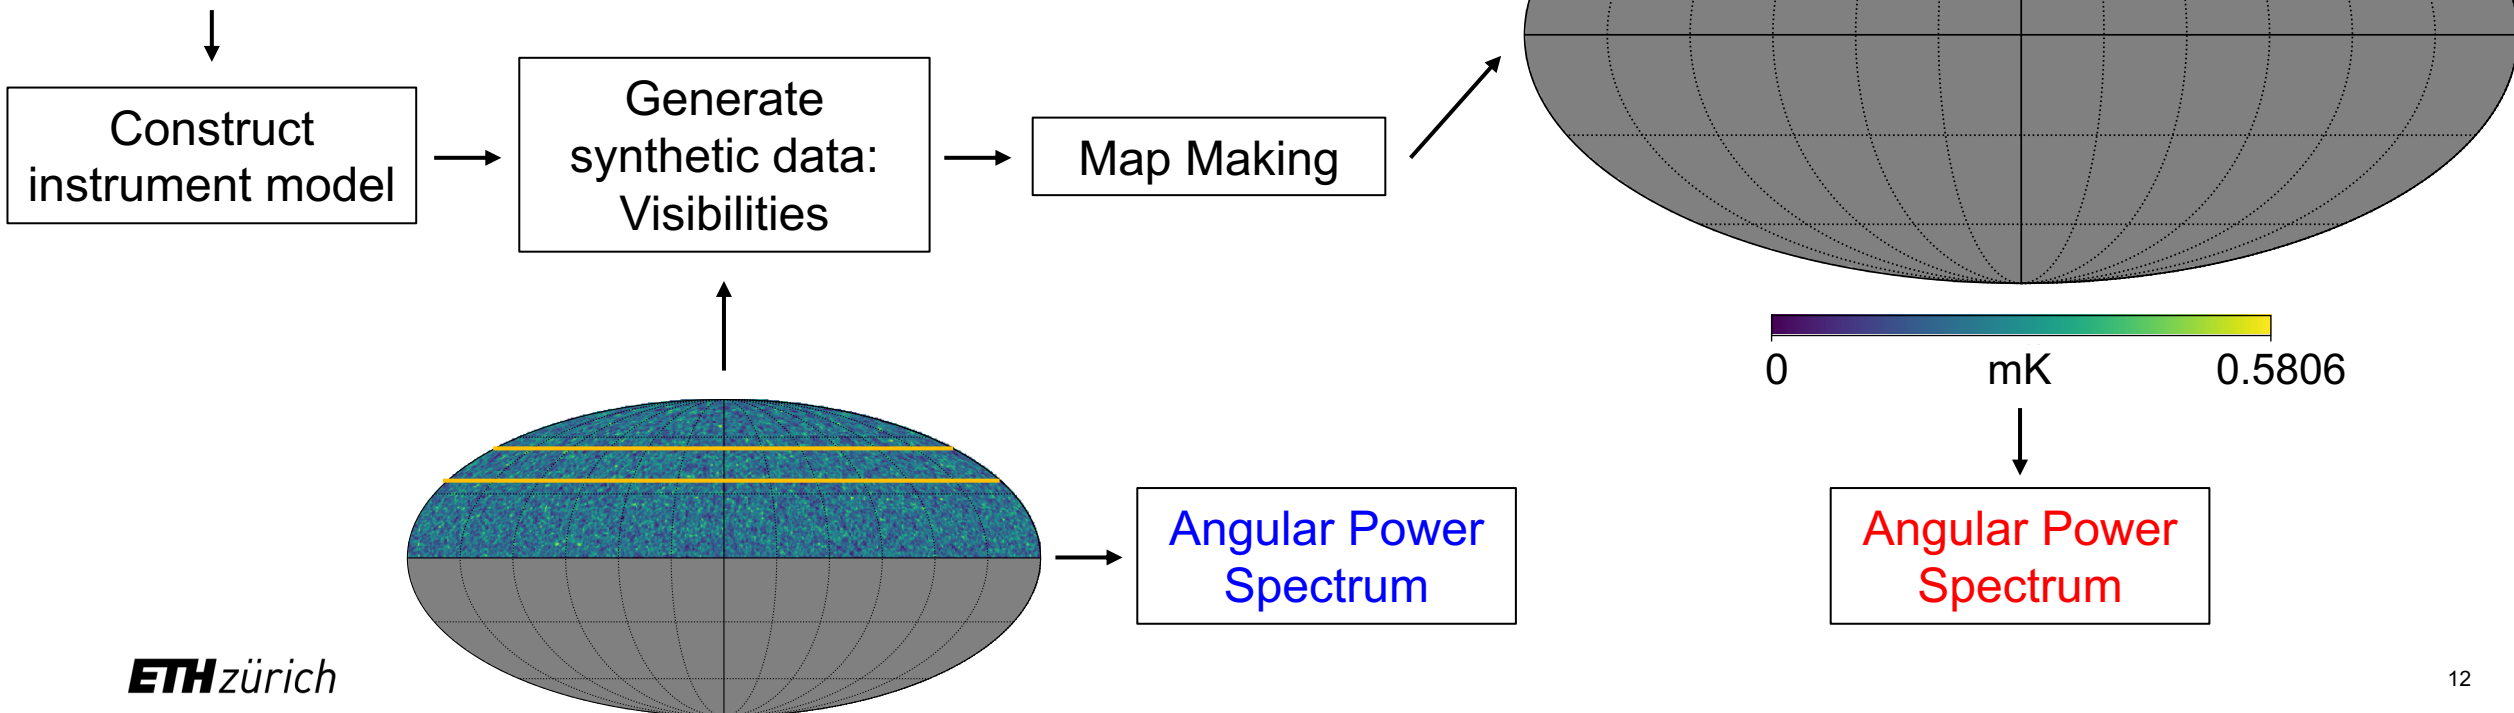 Construct
instrument model
Generate
synthetic data:
Visibilities
Map Making
0 mK 0.5806
Angular Power
Spectrum
Angular Power
Spectrum
ETH zürich
12